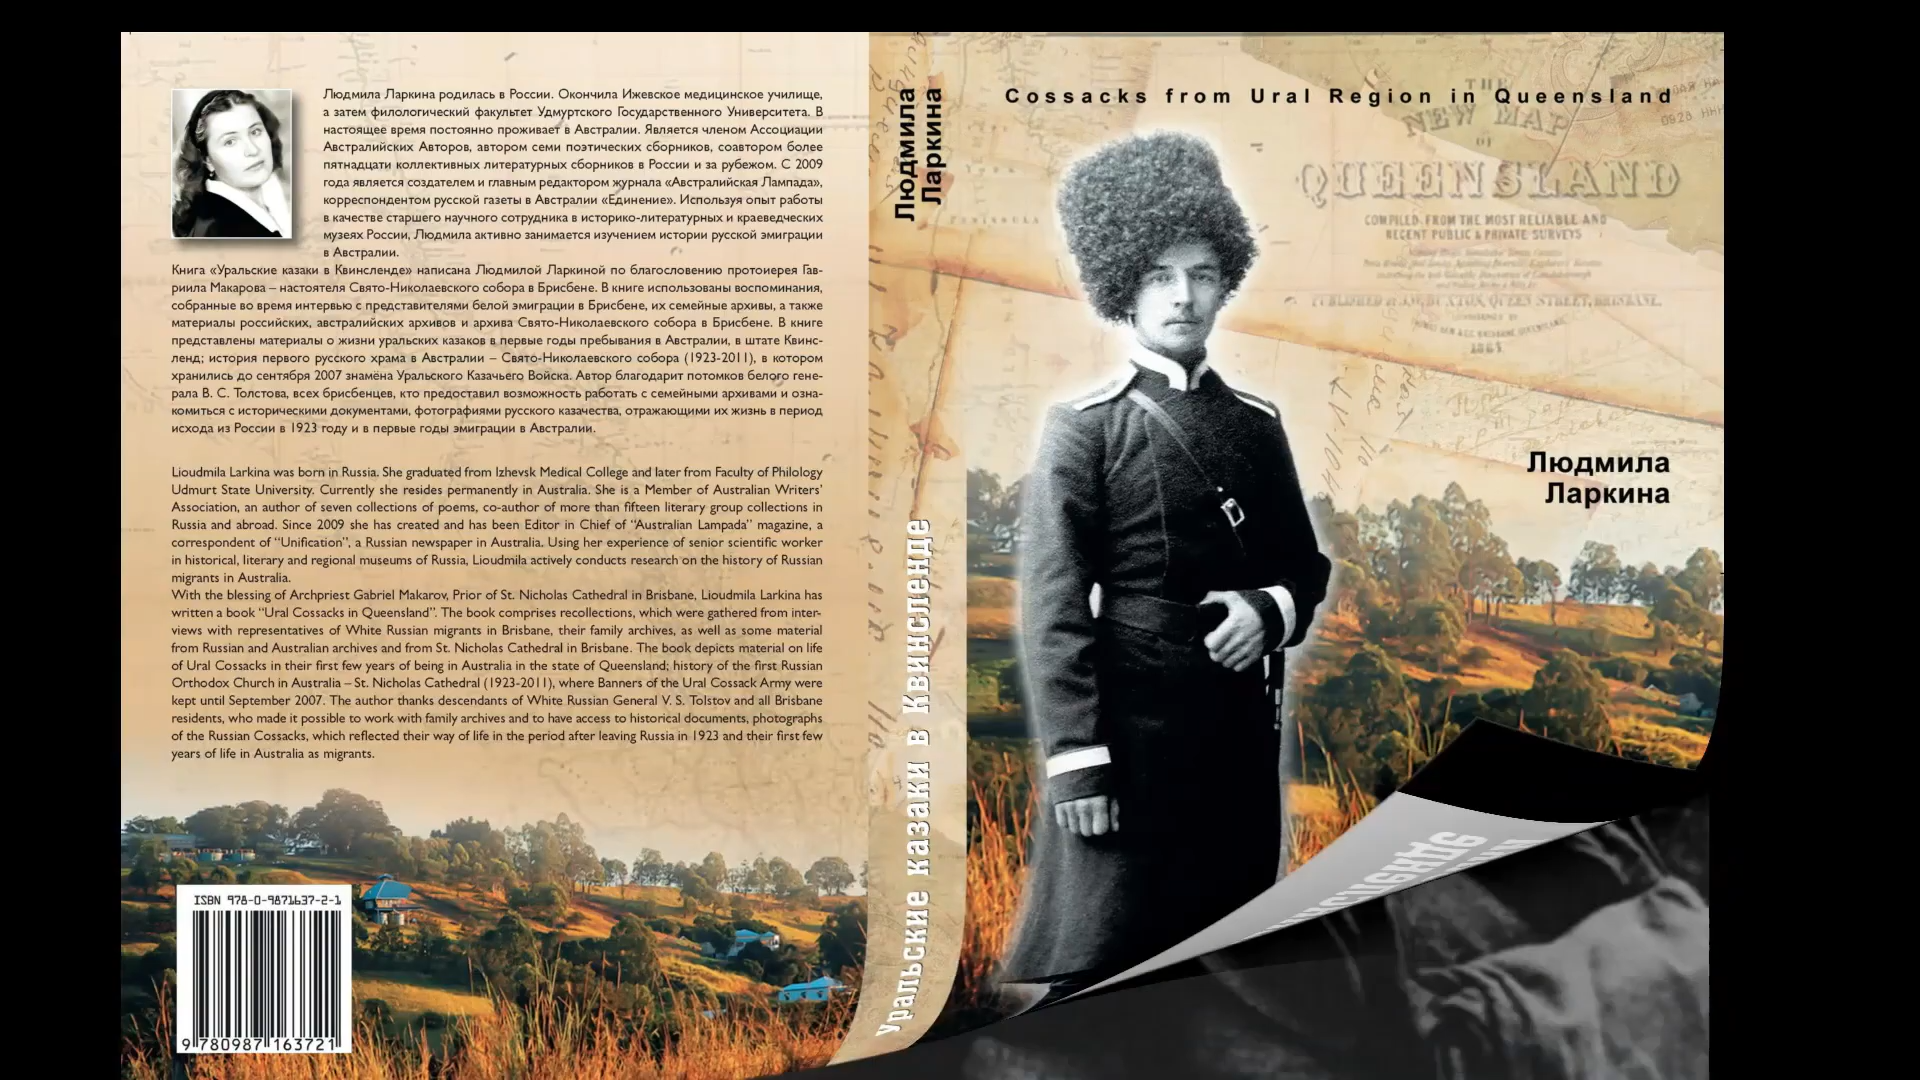 Людмила Ларкина родилась в России. Окончила Ижевское медицинское училище,
а затем филологический факультет Удмуртского Государственного Университета. В
настоящее время постоянно проживает в Австралии. Является членом Ассоциации
Австралийских Авторов, автором семи поэтических сборников, соавтором более
пятнадцати коллективных литературных сборников в России и за рубежом. С 2009
года является создателем и главным редактором журнала «Австралийская Лампада»,
корреспондентом русской газеты в Австралии «Единение». Используя опыт работы
в качестве старшего научного сотрудника в историко-литературных и краеведческих
музеях России, Людмила активно занимается изучением истории русской эмиграции
в Австралии.
Книга «Уральские казаки в Квинсленде» написана Людмилой Ларкиной по благословению протоиерея Гав-
риила Макарова – настоятеля Свято-Николаевского собора в Брисбене. В книге использованы воспоминания,
собранные во время интервью с представителями белой эмиграции в Брисбене, их семейные архивы, а также
материалы российских, австралийских архивов и архива Свято-Николаевского собора в Брисбене. В книге
представлены материалы о жизни уральских казаков в первые годы пребывания в Австралии, в штате Квинс-
ленд; история первого русского храма в Австралии – Свято-Николаевского собора (1923-2011), в котором
хранились до сентября 2007 знамёна Уральского Казачьего Войска. Автор благодарит потомков белого гене-
рала В. С. Толстова, всех брисбенцев, кто предоставил возможность работать с семейными архивами и озна-
комиться с историческими документами, фотографиями русского казачества, отражающими их жизнь в период
исхода из России в 1923 году и в первые годы эмиграции в Австралии.
Lioudmila Larkina was born in Russia. She graduated from Izhevsk Medical College and later from Faculty of Philology
Udmurt State University. Currently she resides permanently in Australia. She is a Member of Australian Writers'
Association, an author of seven collections of poems, co-author of more than fifteen literary group collections in
Russia and abroad. Since 2009 she has created and has been Editor in Chief of "Australian Lampada" magazine, a
correspondent of "Unification", a Russian newspaper in Australia. Using her experience of senior scientific worker
in historical, literary and regional museums of Russia, Lioudmila actively conducts research on the history of Russian
migrants in Australia.
With the blessing of Archpriest Gabriel Makarov, Prior of St. Nicholas Cathedral in Brisbane, Lioudmila Larkina has
written a book "Ural Cossacks in Queensland". The book comprises recollections, which were gathered from inter-
views with representatives of White Russian migrants in Brisbane, their family archives, as well as some material
from Russian and Australian archives and from St. Nicholas Cathedral in Brisbane. The book depicts material on life
of Ural Cossacks in their first few years of being in Australia in the state of Queensland; history of the first Russian
Orthodox Church in Australia – St. Nicholas Cathedral (1923-2011), where Banners of the Ural Cossack Army were
kept until September 2007. The author thanks descendants of White Russian General V. S. Tolstov and all Brisbane
residents, who made it possible to work with family archives and to have access to historical documents, photographs
of the Russian Cossacks, which reflected their way of life in the period after leaving Russia in 1923 and their first few
years of life in Australia as migrants.
ISBN 978-0-9871637-2-1
9 780987 163721
Людмила
Ларкина
Уральские казаки в Квинсленде
Cossacks from Ural Region in Queensland
THE
NEW MAP
OF
QUEENSLAND
COMPILED FROM THE MOST RELIABLE AND
RECENT PUBLIC & PRIVATE SURVEYS
Людмила
Ларкина